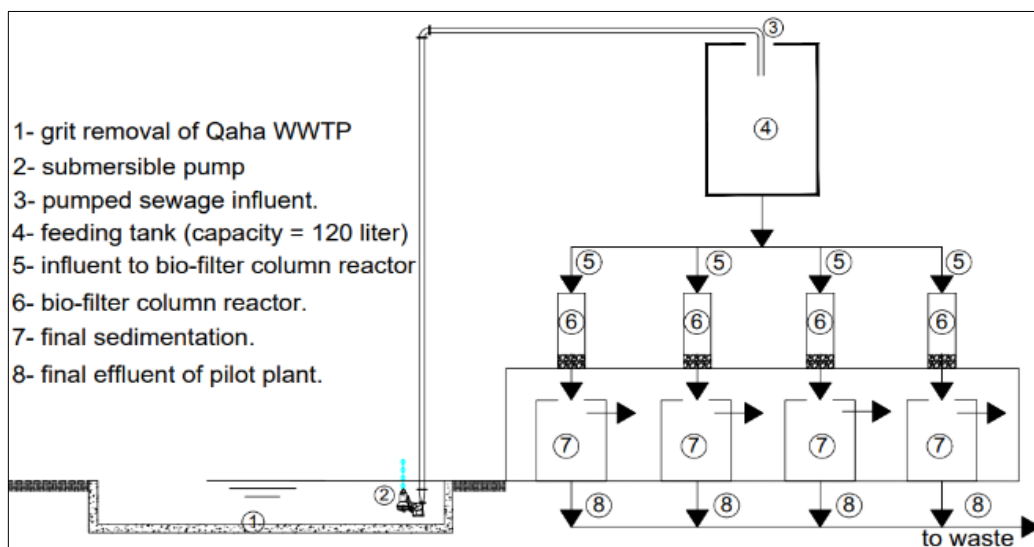 1- grit removal of Qaha WWTP
2- submersible pump
3- pumped sewage influent.
4- feeding tank (capacity = 120 liter)
5- influent to bio-filter column reactor
6- bio-filter column reactor.
7- final sedimentation.
8- final effluent of pilot plant.
3
4
5 5 5 5
6 6 6 6
7 7 7 7
2
8 8 8 8
1
to waste